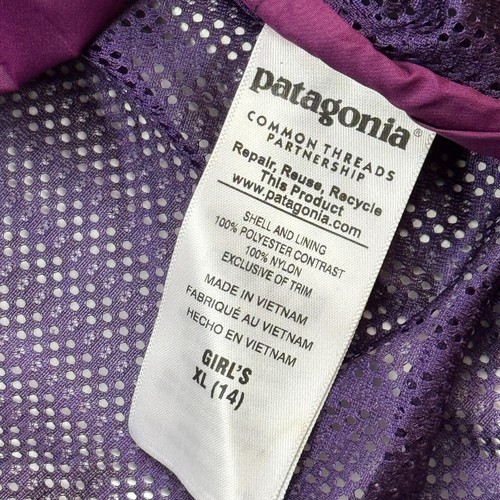 patagonia®
COMMON THREADS
PARTNERSHIP
Repair, Reuse, Recycle
This Product
www.patagonia.com
SHELL AND LINING
100% POLYESTER CONTRAST
100% NYLON
EXCLUSIVE OF TRIM
MADE IN VIETNAM
FABRIQUÉ AU VIETNAM
HECHO EN VIETNAM
GIRL'S
XL (14)